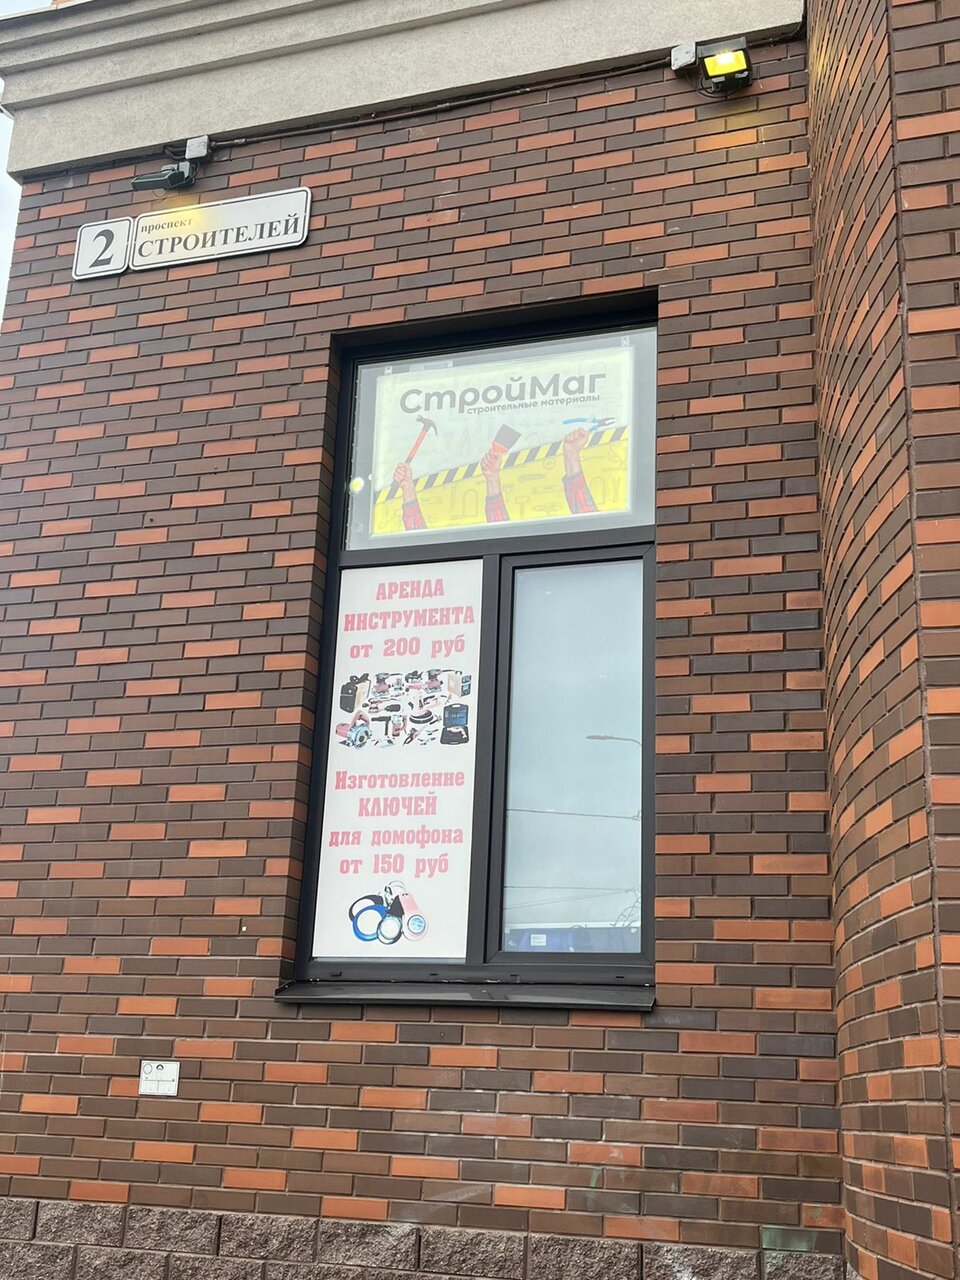 2
проспект
СТРОИТЕЛЕЙ
СтройМаг
строительные материалы
АРЕНДА
ИНСТРУМЕНТА
от 200 руб
Изготовление
КЛЮЧЕЙ
для домофона
от 150 руб